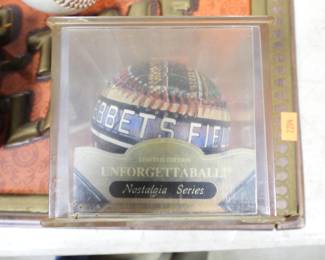 EBBETS FIEL
LIMITED EDITION
UNFORGETTABALL!
Nostalgia Series